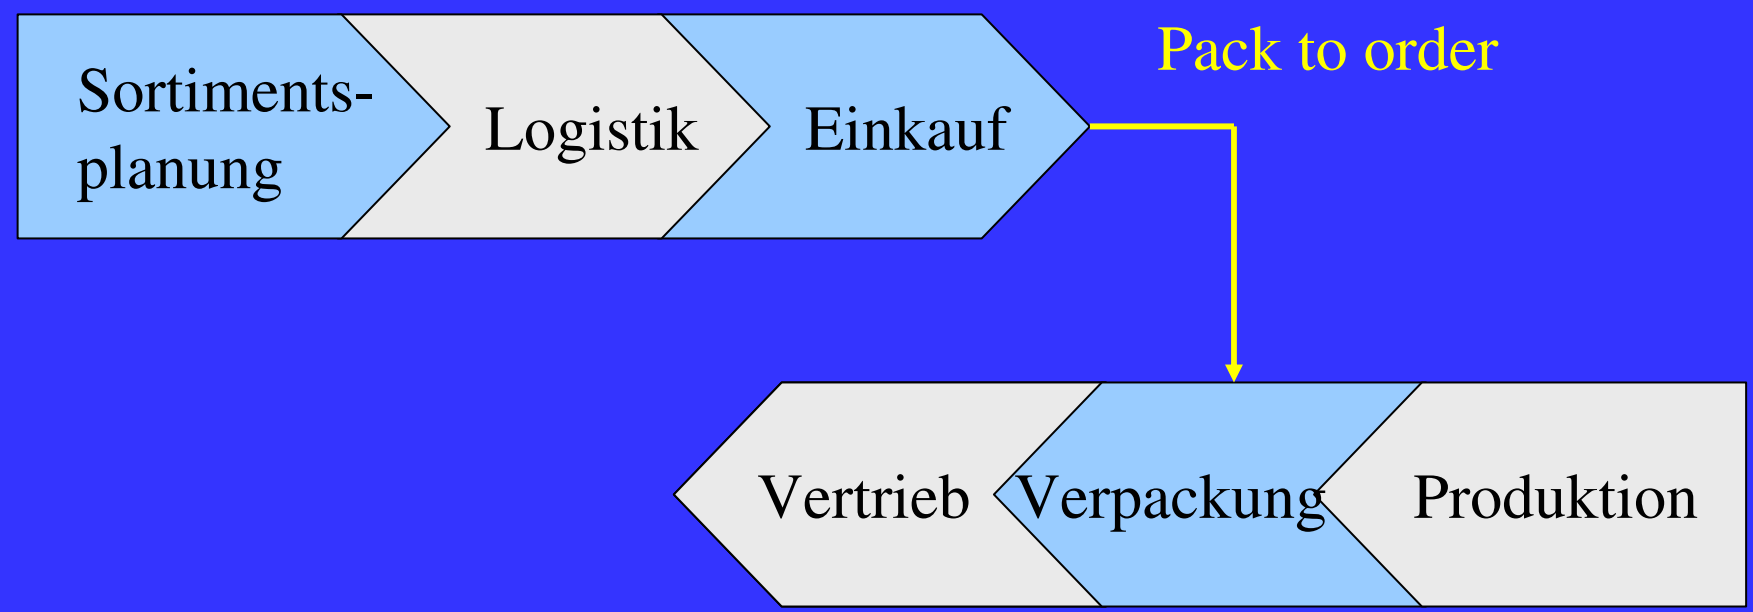 Pack to order
Sortiments-
planung
Logistik
Einkauf
Vertrieb
Verpackung
Produktion